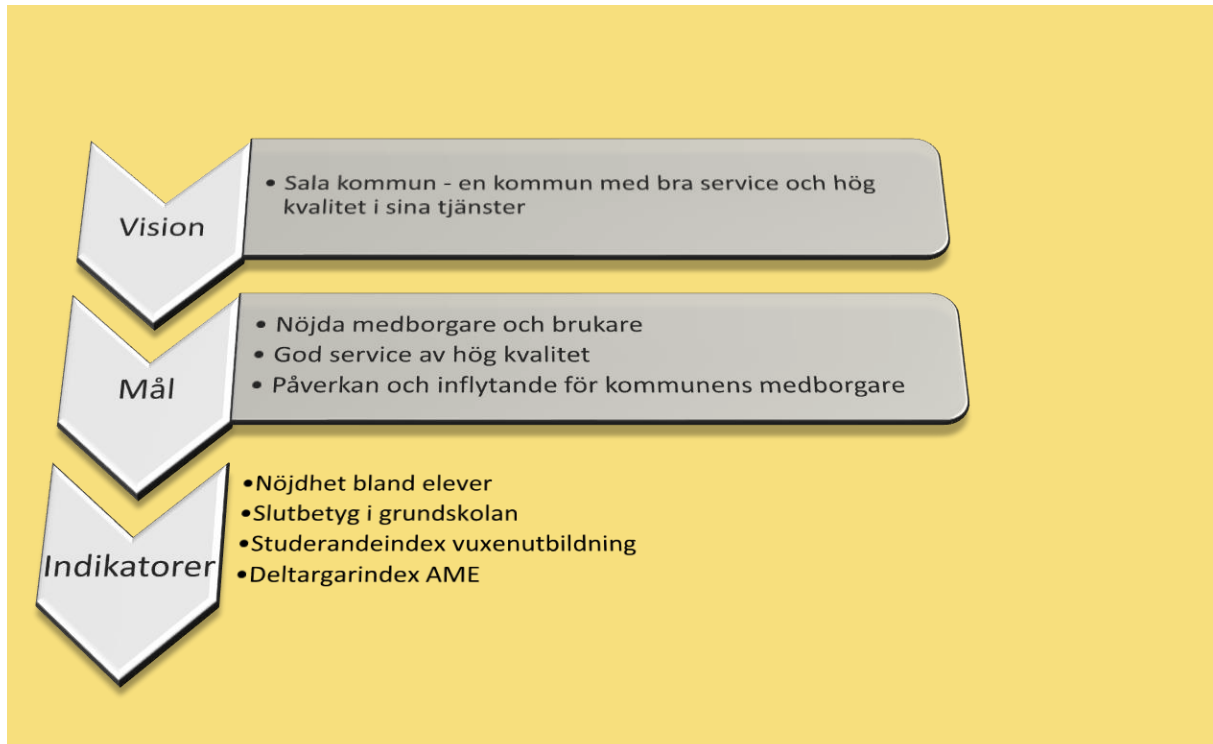 Vision
• Sala kommun - en kommun med bra service och hög
kvalitet i sina tjänster
Mål
• Nöjda medborgare och brukare
• God service av hög kvalitet
• Påverkan och inflytande för kommunens medborgare
Indikatorer
•Nöjdhet bland elever
•Slutbetyg i grundskolan
•Studerandeindex vuxenutbildning
•Deltargarindex AME